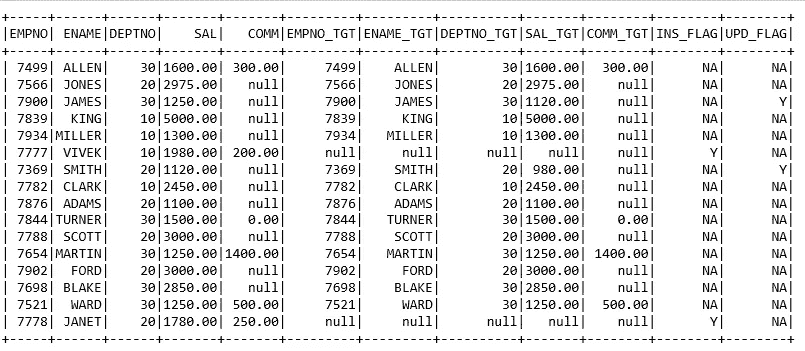 +-----+------+------+-------+-------+---------+---------+----------+-------+--------+--------+--------+
|EMPNO| ENAME|DEPTNO|    SAL|   COMM|EMPNO_TGT|ENAME_TGT|DEPTNO_TGT|SAL_TGT|COMM_TGT|INS_FLAG|UPD_FLAG|
+-----+------+------+-------+-------+---------+---------+----------+-------+--------+--------+--------+
| 7499| ALLEN|    30|1600.00| 300.00|     7499|    ALLEN|        30|1600.00|  300.00|      NA|      NA|
| 7566| JONES|    20|2975.00|   null|     7566|    JONES|        20|2975.00|    null|      NA|      NA|
| 7900| JAMES|    30|1250.00|   null|     7900|    JAMES|        30|1120.00|    null|      NA|       Y|
| 7839|  KING|    10|5000.00|   null|     7839|     KING|        10|5000.00|    null|      NA|      NA|
| 7934|MILLER|    10|1300.00|   null|     7934|   MILLER|        10|1300.00|    null|      NA|      NA|
| 7777| VIVEK|    10|1980.00| 200.00|     null|     null|      null|   null|    null|       Y|      NA|
| 7369| SMITH|    20|1120.00|   null|     7369|    SMITH|        20| 980.00|    null|      NA|       Y|
| 7782| CLARK|    10|2450.00|   null|     7782|    CLARK|        10|2450.00|    null|      NA|      NA|
| 7876| ADAMS|    20|1100.00|   null|     7876|    ADAMS|        20|1100.00|    null|      NA|      NA|
| 7844|TURNER|    30|1500.00|   0.00|     7844|   TURNER|        30|1500.00|    0.00|      NA|      NA|
| 7788| SCOTT|    20|3000.00|   null|     7788|    SCOTT|        20|3000.00|    null|      NA|      NA|
| 7654|MARTIN|    30|1250.00|1400.00|     7654|   MARTIN|        30|1250.00| 1400.00|      NA|      NA|
| 7902|  FORD|    20|3000.00|   null|     7902|     FORD|        20|3000.00|    null|      NA|      NA|
| 7698| BLAKE|    30|2850.00|   null|     7698|    BLAKE|        30|2850.00|    null|      NA|      NA|
| 7521|  WARD|    30|1250.00| 500.00|     7521|     WARD|        30|1250.00|  500.00|      NA|      NA|
| 7778| JANET|    20|1780.00| 250.00|     null|     null|      null|   null|    null|       Y|      NA|
+-----+------+------+-------+-------+---------+---------+----------+-------+--------+--------+--------+